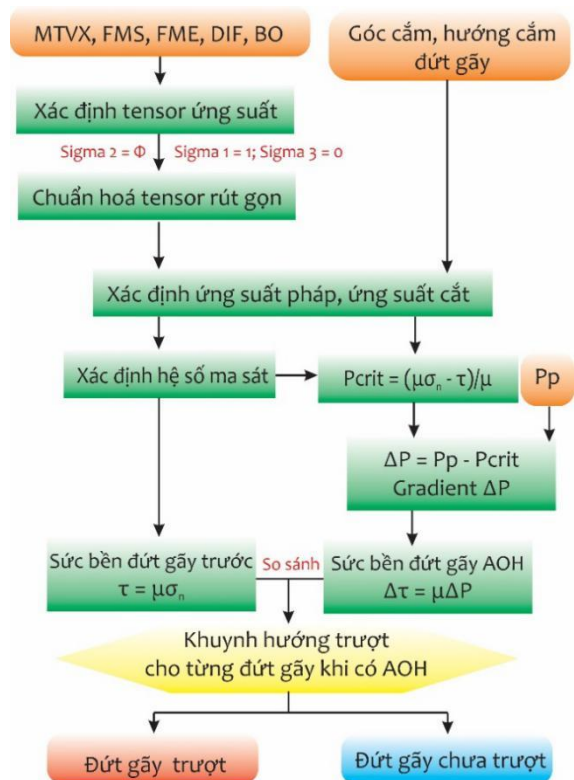 MTVX, FMS, FME, DIF, BO
Góc cắm, hướng cắm
đứt gãy
Xác định tensor ứng suất
Sigma 2 = Φ
Sigma 1 = 1; Sigma 3 = 0
Chuẩn hoá tensor rút gọn
Xác định ứng suất pháp, ứng suất cắt
Xác định hệ số ma sát
Pcrit = (μσₙ - τ)/μ
Pp
ΔP = Pp - Pcrit
Gradient ΔP
Sức bền đứt gãy trước
τ = μσₙ
So sánh
Sức bền đứt gãy AOH
Δτ = μΔP
Khuynh hướng trượt
cho từng đứt gãy khi có AOH
Đứt gãy trượt
Đứt gãy chưa trượt